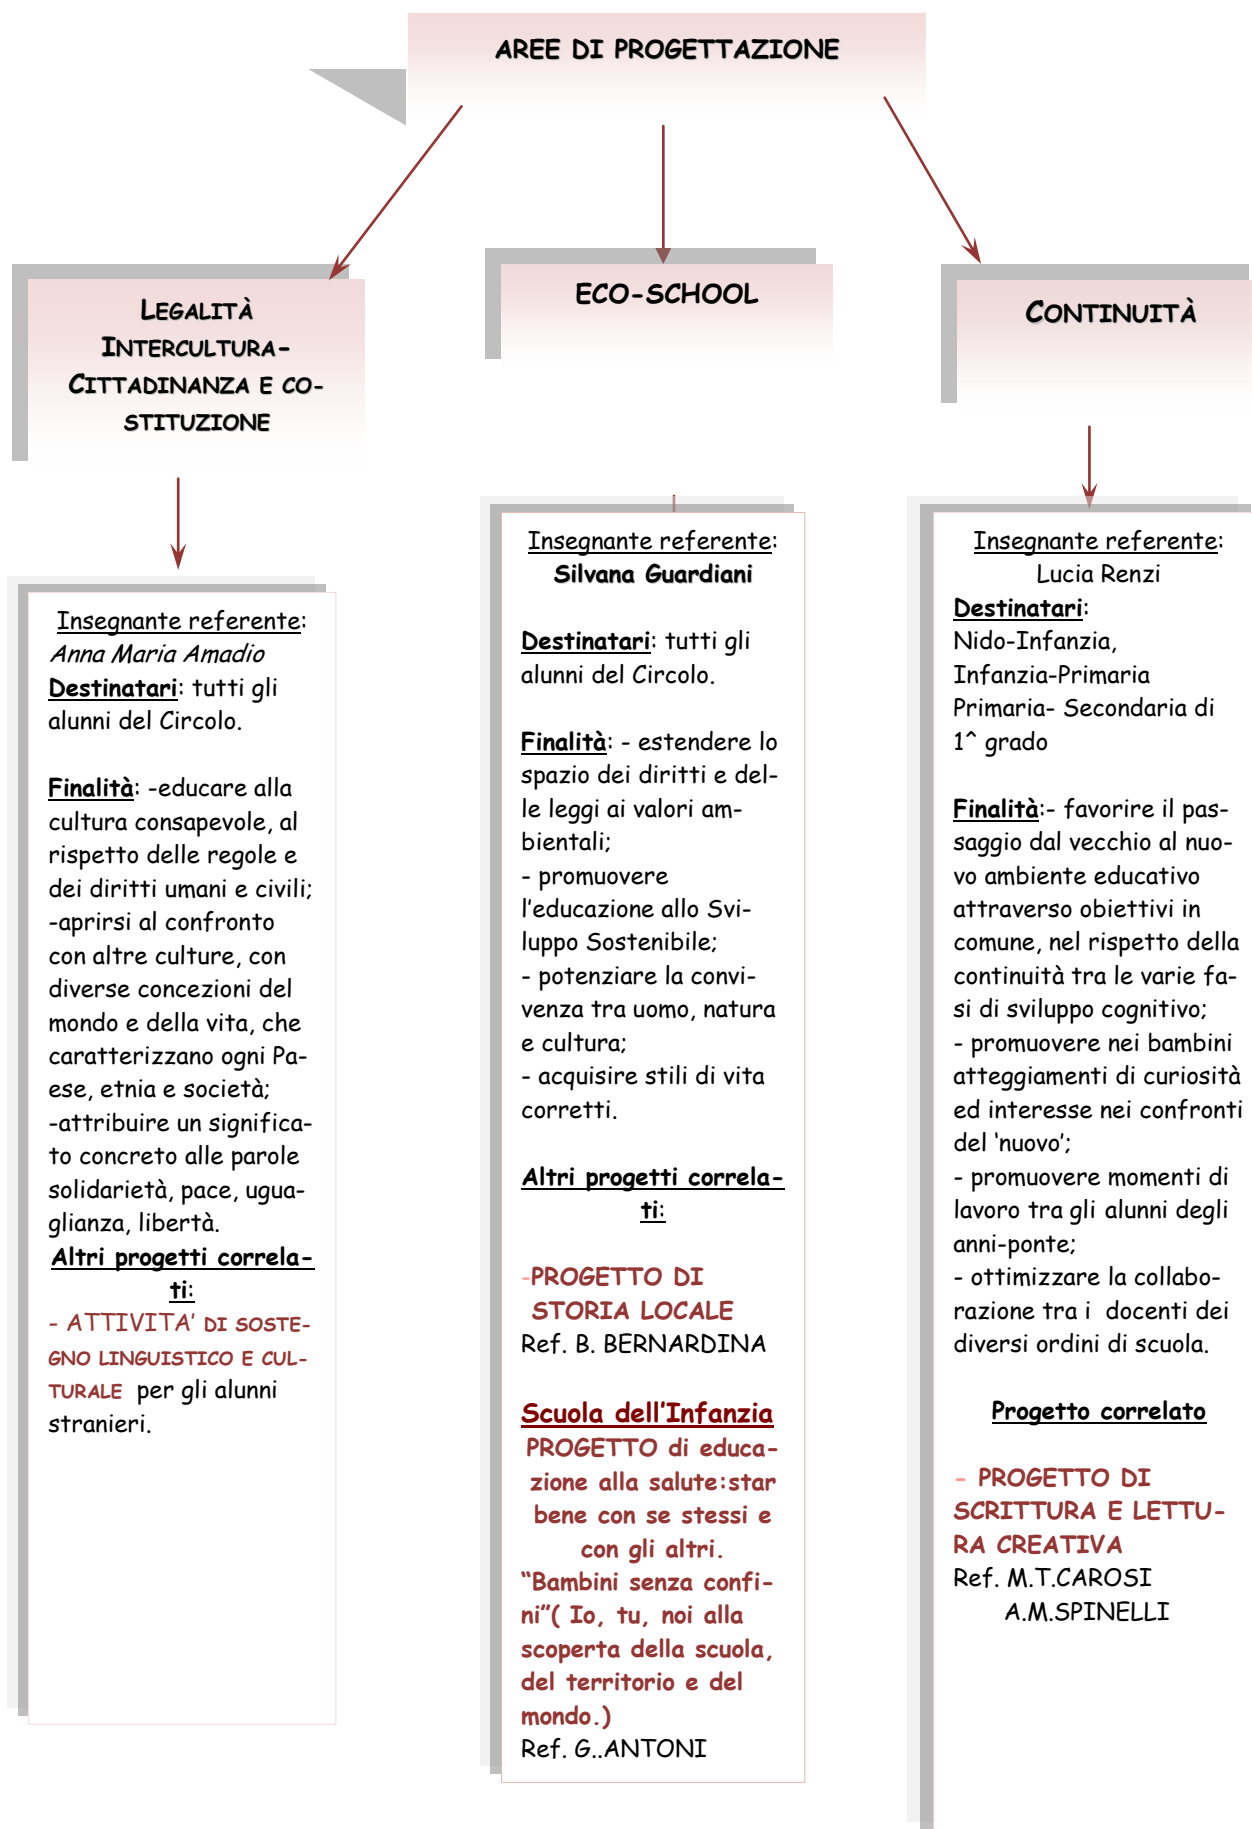 AREE DI PROGETTAZIONE
LEGALITÀ
INTERCULTURA-
CITTADINANZA E CO-
STITUZIONE
ECO-SCHOOL
CONTINUITÀ
Insegnante referente:
Anna Maria Amadio
Destinatari: tutti gli
alunni del Circolo.
Finalità: -educare alla
cultura consapevole, al
rispetto delle regole e
dei diritti umani e civili;
-aprirsi al confronto
con altre culture, con
diverse concezioni del
mondo e della vita, che
caratterizzano ogni Pa-
ese, etnia e società;
-attribuire un significa-
to concreto alle parole
solidarietà, pace, ugua-
glianza, libertà.
Altri progetti correla-
ti:
- ATTIVITA' DI SOSTE-
GNO LINGUISTICO E CUL-
TURALE per gli alunni
stranieri.
Insegnante referente:
Silvana Guardiani
Destinatari: tutti gli
alunni del Circolo.
Finalità: - estendere lo
spazio dei diritti e del-
le leggi ai valori am-
bientali;
- promuovere
l'educazione allo Svi-
luppo Sostenibile;
- potenziare la convi-
venza tra uomo, natura
e cultura;
- acquisire stili di vita
corretti.
Altri progetti correla-
ti:
-PROGETTO DI
STORIA LOCALE
Ref. B. BERNARDINA
Scuola dell'Infanzia
PROGETTO di educa-
zione alla salute:star
bene con se stessi e
con gli altri.
"Bambini senza confi-
ni"( Io, tu, noi alla
scoperta della scuola,
del territorio e del
mondo.)
Ref. G..ANTONI
Insegnante referente:
Lucia Renzi
Destinatari:
Nido-Infanzia,
Infanzia-Primaria
Primaria- Secondaria di
1^ grado
Finalità:- favorire il pas-
saggio dal vecchio al nuo-
vo ambiente educativo
attraverso obiettivi in
comune, nel rispetto della
continuità tra le varie fa-
si di sviluppo cognitivo;
- promuovere nei bambini
atteggiamenti di curiosità
ed interesse nei confronti
del 'nuovo';
- promuovere momenti di
lavoro tra gli alunni degli
anni-ponte;
- ottimizzare la collabo-
razione tra i docenti dei
diversi ordini di scuola.
Progetto correlato
- PROGETTO DI
SCRITTURA E LETTU-
RA CREATIVA
Ref. M.T.CAROSI
A.M.SPINELLI